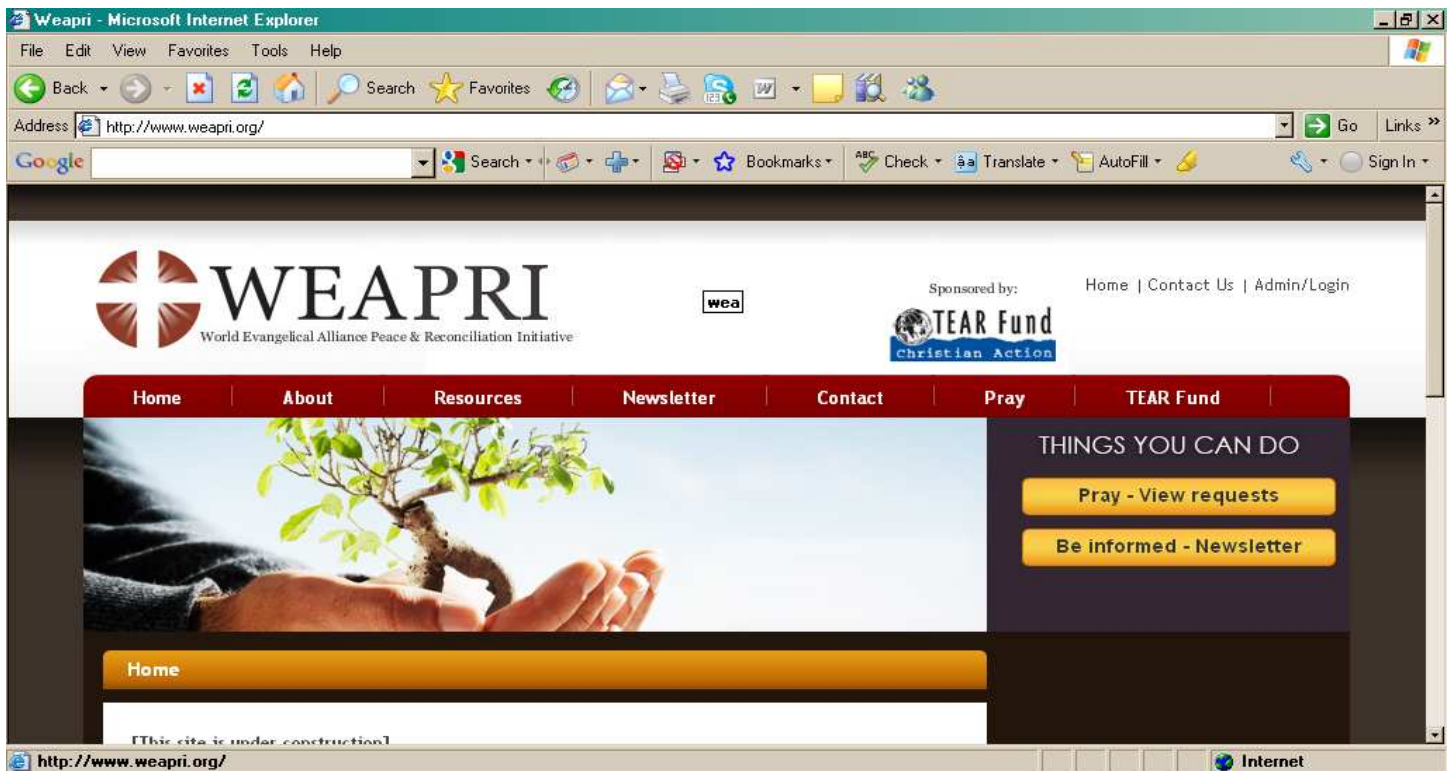 Weapri - Microsoft Internet Explorer
File Edit View Favorites Tools Help
Back Search Favorites
Address http://www.weapri.org/ Go Links »
Google Search Bookmarks ABC Check Translate AutoFill Sign In
WEAPRI
World Evangelical Alliance Peace & Reconciliation Initiative
wea
Sponsored by:
TEAR Fund
Christian Action
Home | Contact Us | Admin/Login
Home About Resources Newsletter Contact Pray TEAR Fund
THINGS YOU CAN DO
Pray - View requests
Be informed - Newsletter
Home
[This site is under construction]
http://www.weapri.org/ Internet